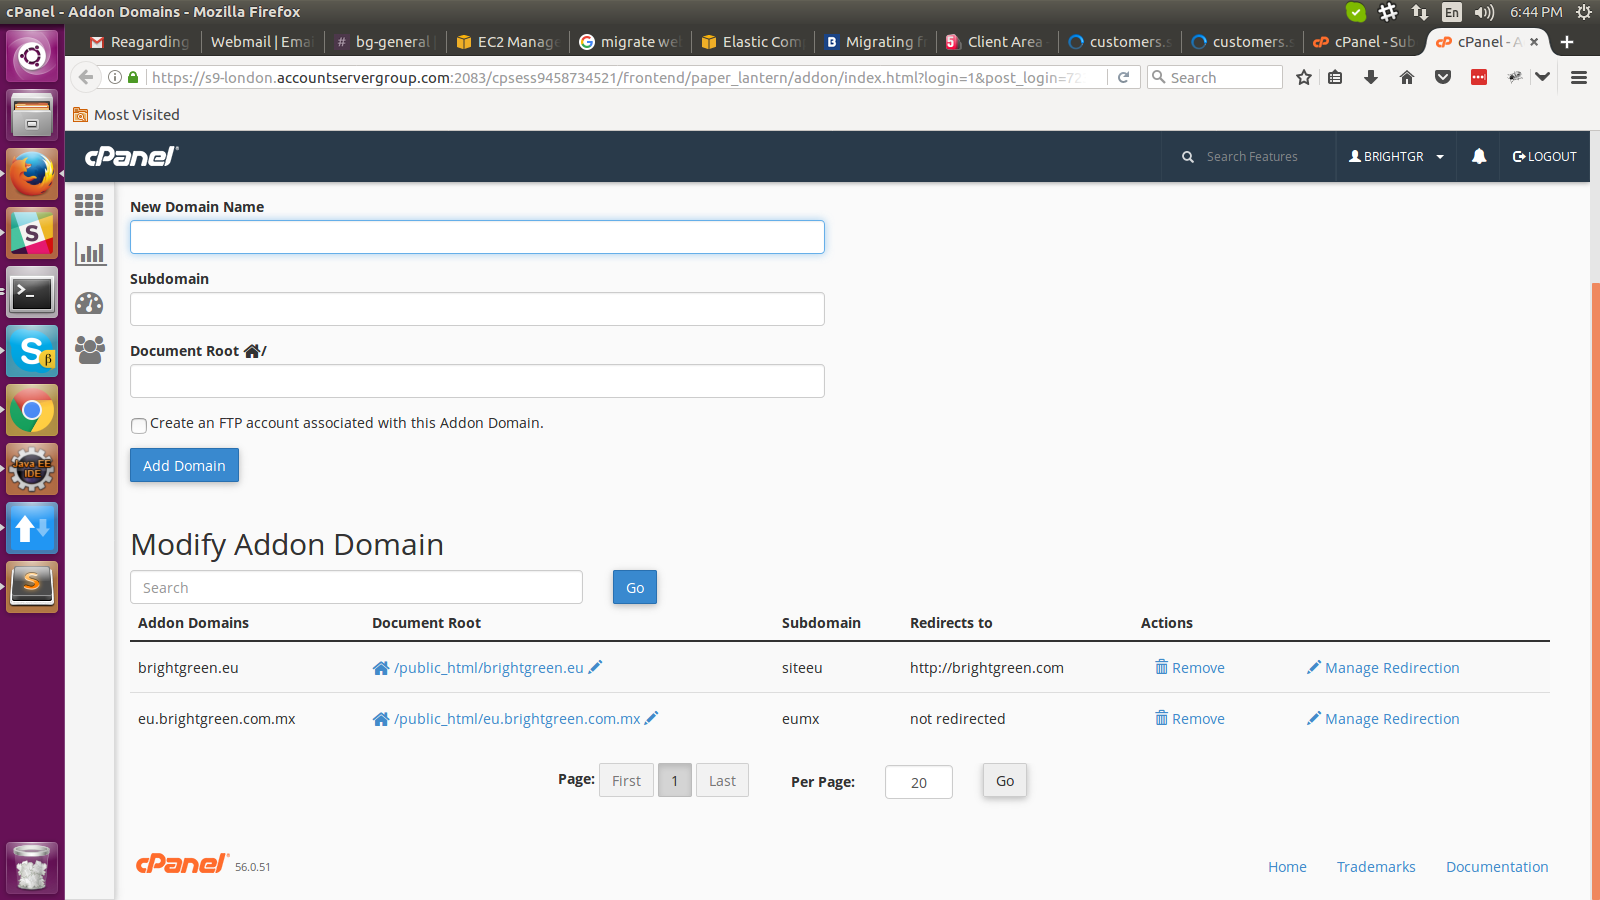 cPanel - Addon Domains - Mozilla Firefox
En
6:44 PM
Reagarding
Webmail | Emai
# bg-general
EC2 Manage
migrate we
Elastic Com
Migrating f
Client Area
customers.s
customers.s
cPanel - Sub
cPanel - A
https://s9-london.accountservergroup.com:2083/cpsess9458734521/frontend/paper_lantern/addon/index.html?login=1&post_login=72
Search
Most Visited
cPanel
Search Features
BRIGHTGR
LOGOUT
New Domain Name
Subdomain
Document Root /
Create an FTP account associated with this Addon Domain.
Add Domain
Modify Addon Domain
Search
Go
Addon Domains Document Root Subdomain Redirects to Actions
brightgreen.eu /public_html/brightgreen.eu siteeu http://brightgreen.com Remove Manage Redirection
eu.brightgreen.com.mx /public_html/eu.brightgreen.com.mx eumx not redirected Remove Manage Redirection
Page: First 1 Last Per Page: 20 Go
cPanel 56.0.51
Home Trademarks Documentation
Java EE
IDE